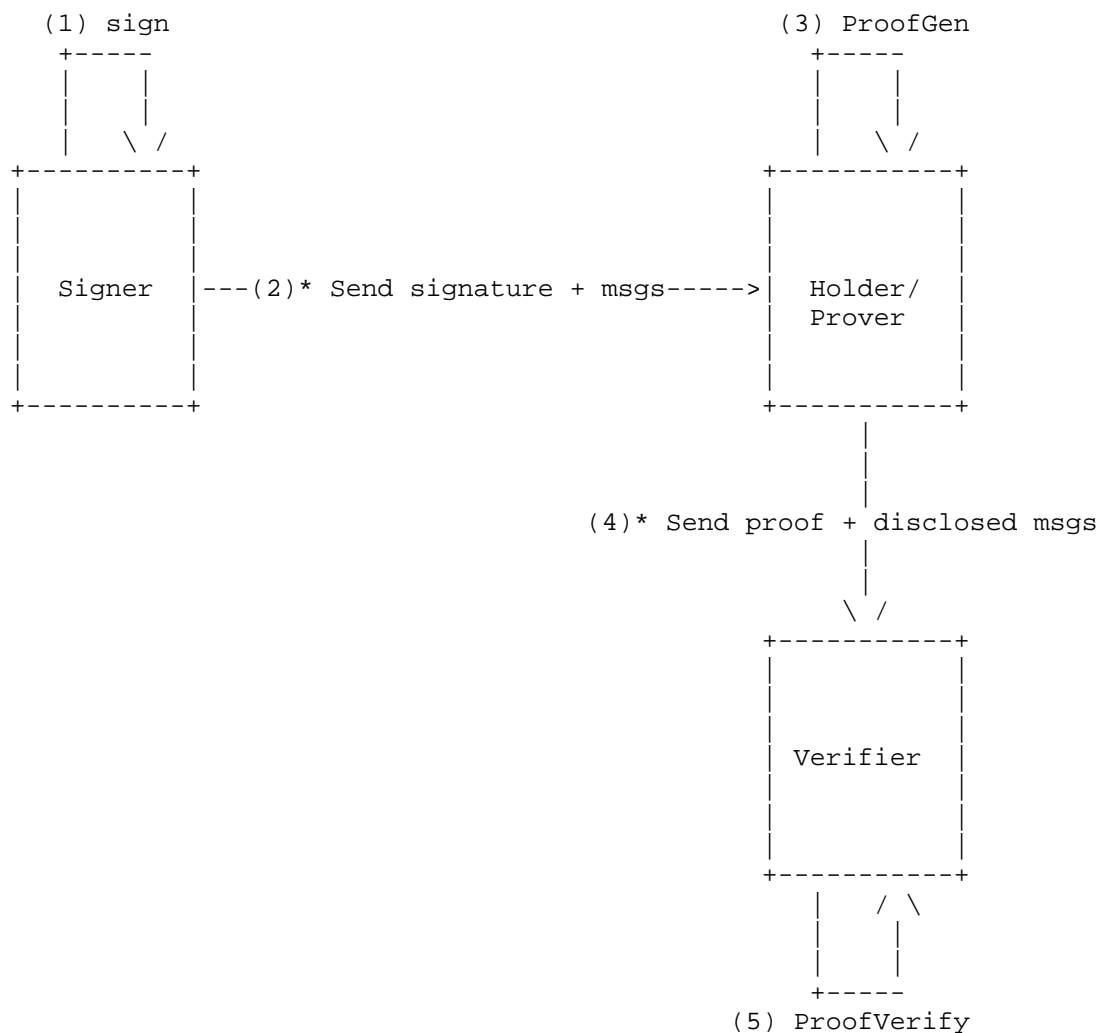 (1) sign
(3) ProofGen
Signer
---(2)* Send signature + msgs----->
Holder/
Prover
(4)* Send proof + disclosed msgs
Verifier
(5) ProofVerify